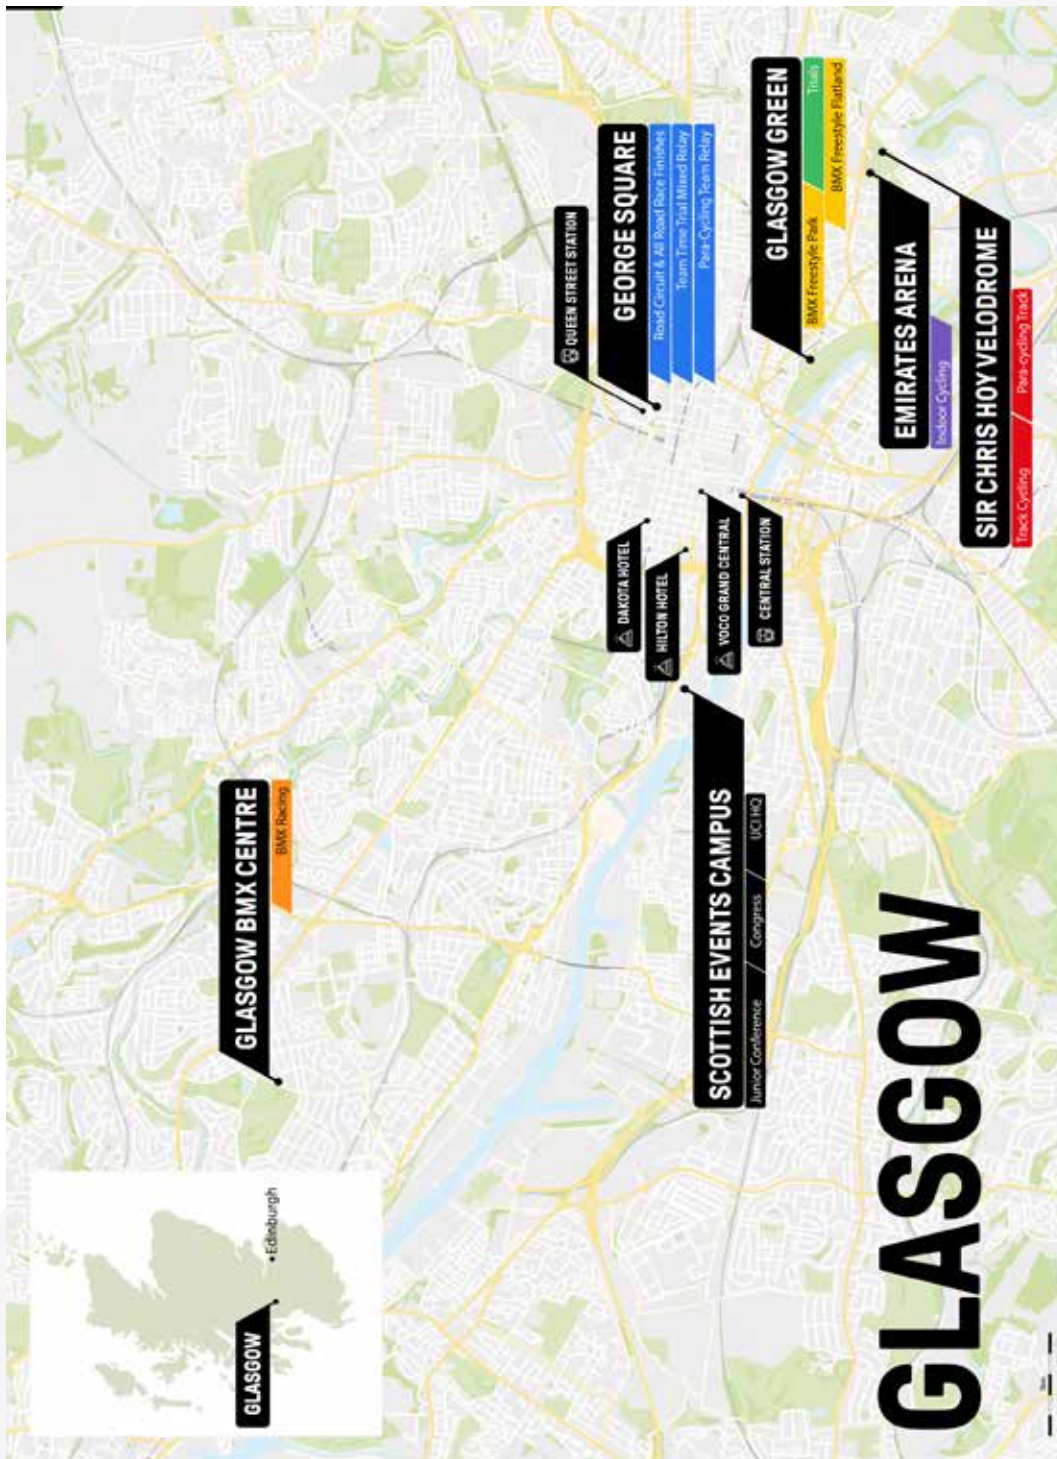 GLASGOW
Edinburgh
GLASGOW BMX CENTRE
BMX Racing
QUEEN STREET STATION
GEORGE SQUARE
Road Circuit & All Road Race Finishes
Team Time Trial Mixed Relay
Para-Cycling Team Relay
DAKOTA HOTEL
HILTON HOTEL
VOCO GRAND CENTRAL
CENTRAL STATION
SCOTTISH EVENTS CAMPUS
Junior Conference / Congress / UCI HQ
GLASGOW GREEN
BMX Freestyle Park Trials
BMX Freestyle Flatland
EMIRATES ARENA
Indoor Cycling
SIR CHRIS HOY VELODROME
Track Cycling / Para-cycling Track
GLASGOW